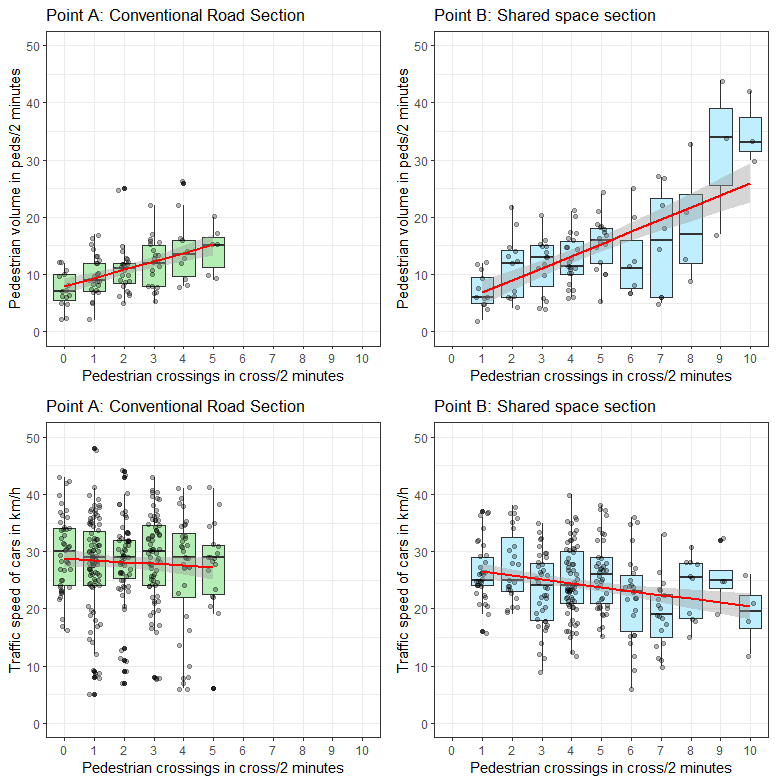 Point A: Conventional Road Section
Pedestrian volume in peds/2 minutes
50
40
30
20
10
0
0 1 2 3 4 5 6 7 8 9 10
Pedestrian crossings in cross/2 minutes
Point B: Shared space section
Pedestrian volume in peds/2 minutes
50
40
30
20
10
0
0 1 2 3 4 5 6 7 8 9 10
Pedestrian crossings in cross/2 minutes
Point A: Conventional Road Section
Traffic speed of cars in km/h
50
40
30
20
10
0
0 1 2 3 4 5 6 7 8 9 10
Pedestrian crossings in cross/2 minutes
Point B: Shared space section
Traffic speed of cars in km/h
50
40
30
20
10
0
0 1 2 3 4 5 6 7 8 9 10
Pedestrian crossings in cross/2 minutes